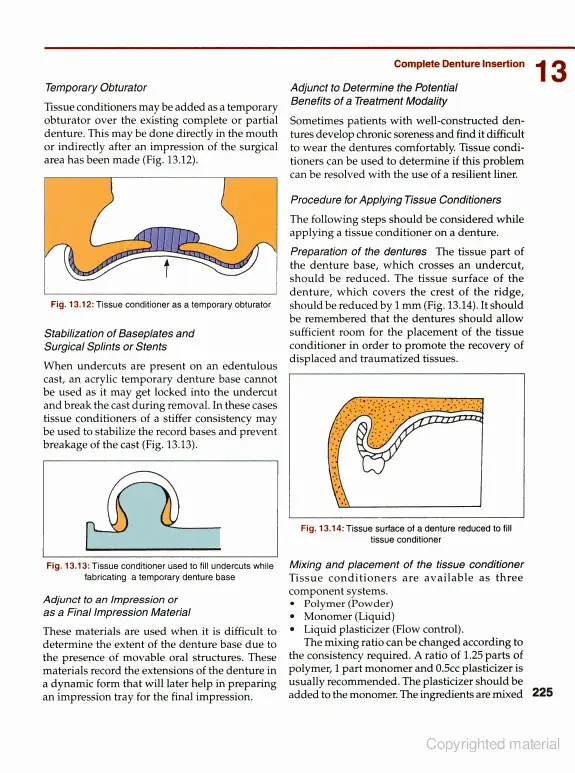 Complete Denture Insertion
13
Temporary Obturator
Tissue conditioners may be added as a temporary
obturator over the existing complete or partial
denture. This may be done directly in the mouth
or indirectly after an impression of the surgical
area has been made (Fig. 13.12).
Fig. 13.12: Tissue conditioner as a temporary obturator
Stabilization of Baseplates and
Surgical Splints or Stents
When undercuts are present on an edentulous
cast, an acrylic temporary denture base cannot
be used as it may get locked into the undercut
and break the cast during removal. In these cases
tissue conditioners of a stiffer consistency may
be used to stabilize the record bases and prevent
breakage of the cast (Fig. 13.13).
Fig. 13.13: Tissue conditioner used to fill undercuts while
fabricating a temporary denture base
Adjunct to an Impression or
as a Final Impression Material
These materials are used when it is difficult to
determine the extent of the denture base due to
the presence of movable oral structures. These
materials record the extensions of the denture in
a dynamic form that will later help in preparing
an impression tray for the final impression.
Adjunct to Determine the Potential
Benefits of a Treatment Modality
Sometimes patients with well-constructed den-
tures develop chronic soreness and find it difficult
to wear the dentures comfortably. Tissue condi-
tioners can be used to determine if this problem
can be resolved with the use of a resilient liner.
Procedure for Applying Tissue Conditioners
The following steps should be considered while
applying a tissue conditioner on a denture.
Preparation of the dentures The tissue part of
the denture base, which crosses an undercut,
should be reduced. The tissue surface of the
denture, which covers the crest of the ridge,
should be reduced by 1 mm (Fig. 13.14). It should
be remembered that the dentures should allow
sufficient room for the placement of the tissue
conditioner in order to promote the recovery of
displaced and traumatized tissues.
Fig. 13.14: Tissue surface of a denture reduced to fill
tissue conditioner
Mixing and placement of the tissue conditioner
Tissue conditioners are available as three
component systems.
• Polymer (Powder)
• Monomer (Liquid)
• Liquid plasticizer (Flow control).
The mixing ratio can be changed according to
the consistency required. A ratio of 1.25 parts of
polymer, 1 part monomer and 0.5cc plasticizer is
usually recommended. The plasticizer should be
added to the monomer. The ingredients are mixed
225
Copyrighted material